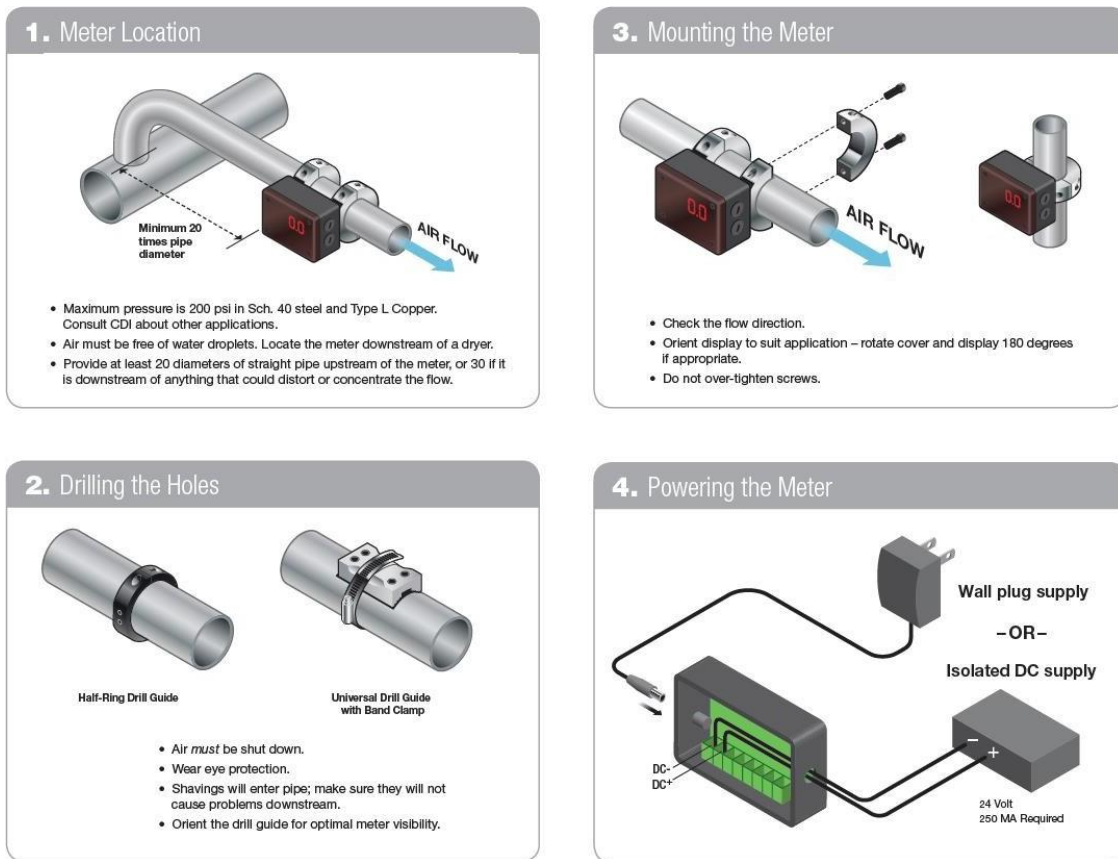 1. Meter Location
0.0
Minimum 20
times pipe
diameter
AIR FLOW
• Maximum pressure is 200 psi in Sch. 40 steel and Type L Copper.
Consult CDI about other applications.
• Air must be free of water droplets. Locate the meter downstream of a dryer.
• Provide at least 20 diameters of straight pipe upstream of the meter, or 30 if it
is downstream of anything that could distort or concentrate the flow.
2. Drilling the Holes
Half-Ring Drill Guide
Universal Drill Guide
with Band Clamp
• Air must be shut down.
• Wear eye protection.
• Shavings will enter pipe; make sure they will not
cause problems downstream.
• Orient the drill guide for optimal meter visibility.
3. Mounting the Meter
0.0
AIR FLOW
0.0
• Check the flow direction.
• Orient display to suit application – rotate cover and display 180 degrees
if appropriate.
• Do not over-tighten screws.
4. Powering the Meter
Wall plug supply
–OR–
Isolated DC supply
– +
DC-
DC+
24 Volt
250 MA Required